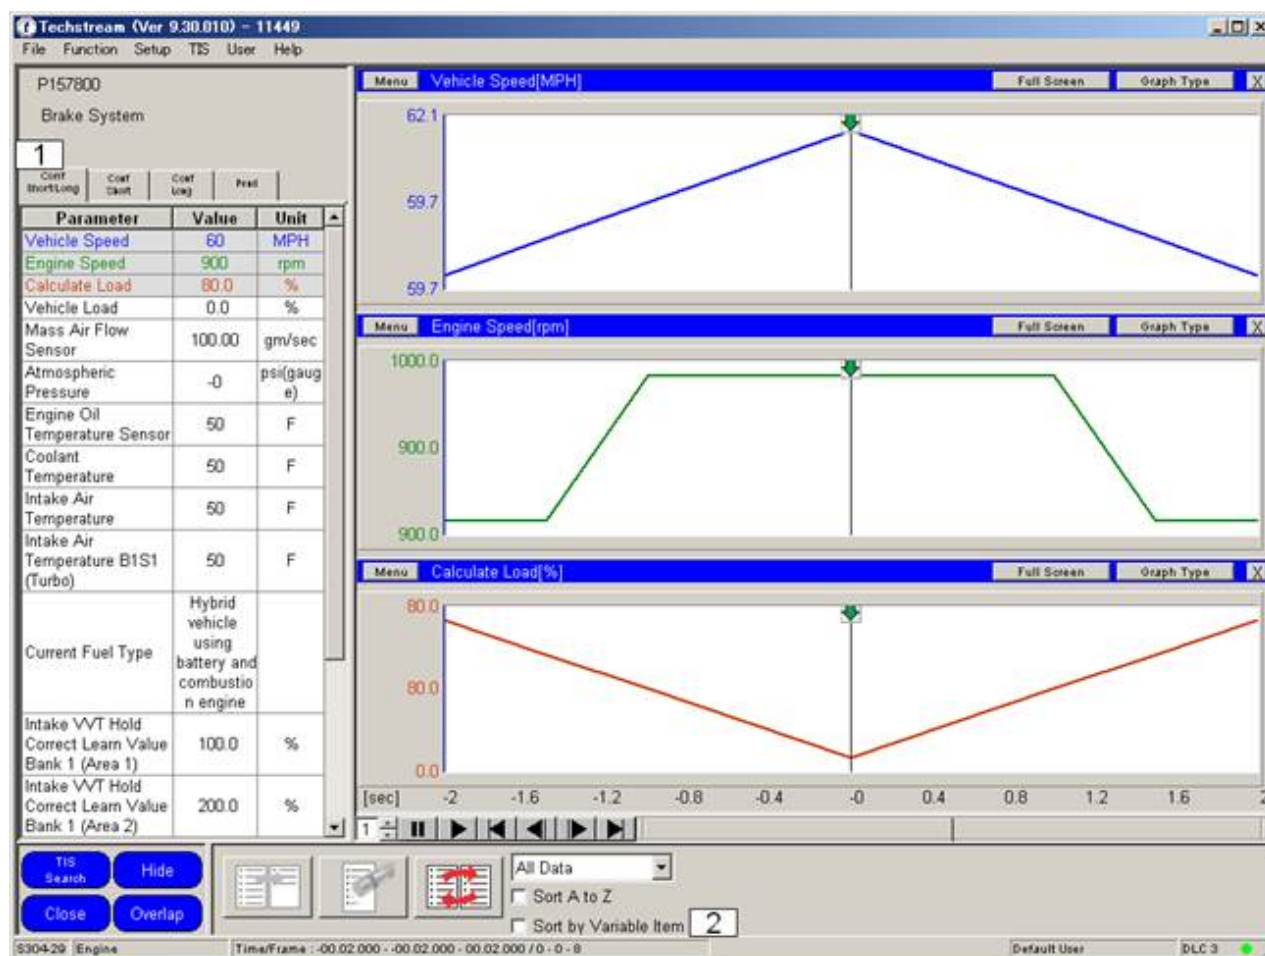 Techstream (Ver 9.30.010) - 11449
File Function Setup TIS User Help
P157800
Brake System
1
Conf Short/Long
Conf Short
Conf Long
Pend
Parameter Value Unit
Vehicle Speed 60 MPH
Engine Speed 900 rpm
Calculate Load 80.0 %
Vehicle Load 0.0 %
Mass Air Flow
Sensor 100.00 gm/sec
Atmospheric
Pressure -0 psi(gaug
e)
Engine Oil
Temperature Sensor 50 F
Coolant
Temperature 50 F
Intake Air
Temperature 50 F
Intake Air
Temperature B1S1
(Turbo) 50 F
Current Fuel Type
Hybrid
vehicle
using
battery and
combustio
n engine
Intake VVT Hold
Correct Learn Value
Bank 1 (Area 1) 100.0 %
Intake VVT Hold
Correct Learn Value
Bank 1 (Area 2) 200.0 %
Menu Vehicle Speed[MPH] Full Screen Graph Type X
62.1
59.7
59.7
Menu Engine Speed[rpm] Full Screen Graph Type X
1000.0
900.0
900.0
Menu Calculate Load[%] Full Screen Graph Type X
80.0
80.0
0.0
[sec] -2 -1.6 -1.2 -0.8 -0.4 -0 0.4 0.8 1.2 1.6 2
1
TIS
Search
Hide
Close
Overlap
All Data
Sort A to Z
Sort by Variable Item 2
S304-29 Engine Time/Frame : -00.02.000 - -00.02.000 - 00.02.000 / 0 - 0 - 8 Default User DLC 3